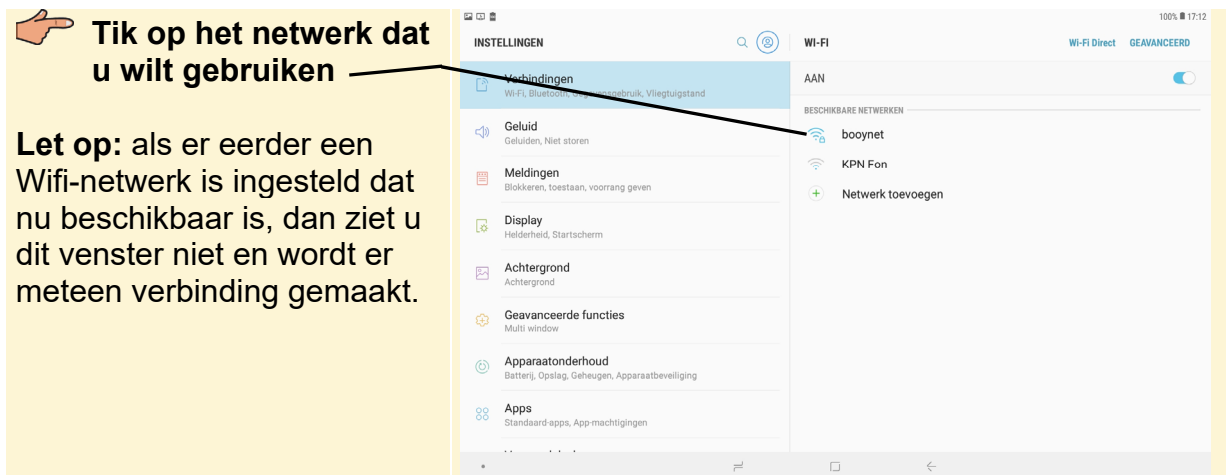 Tik op het netwerk dat
u wilt gebruiken
Let op: als er eerder een
Wifi-netwerk is ingesteld dat
nu beschikbaar is, dan ziet u
dit venster niet en wordt er
meteen verbinding gemaakt.
100% 17:12
INSTELLINGEN
Verbindingen
Wi-Fi, Bluetooth, Gegevensgebruik, Vliegtuigstand
Geluid
Geluiden, Niet storen
Meldingen
Blokkeren, toestaan, voorrang geven
Display
Helderheid, Startscherm
Achtergrond
Achtergrond
Geavanceerde functies
Multi window
Apparaatonderhoud
Batterij, Opslag, Geheugen, Apparaatbeveiliging
Apps
Standaard-apps, App-machtigingen
WI-FI
Wi-Fi Direct GEAVANCEERD
AAN
BESCHIKBARE NETWERKEN
booynet
KPN Fon
Netwerk toevoegen